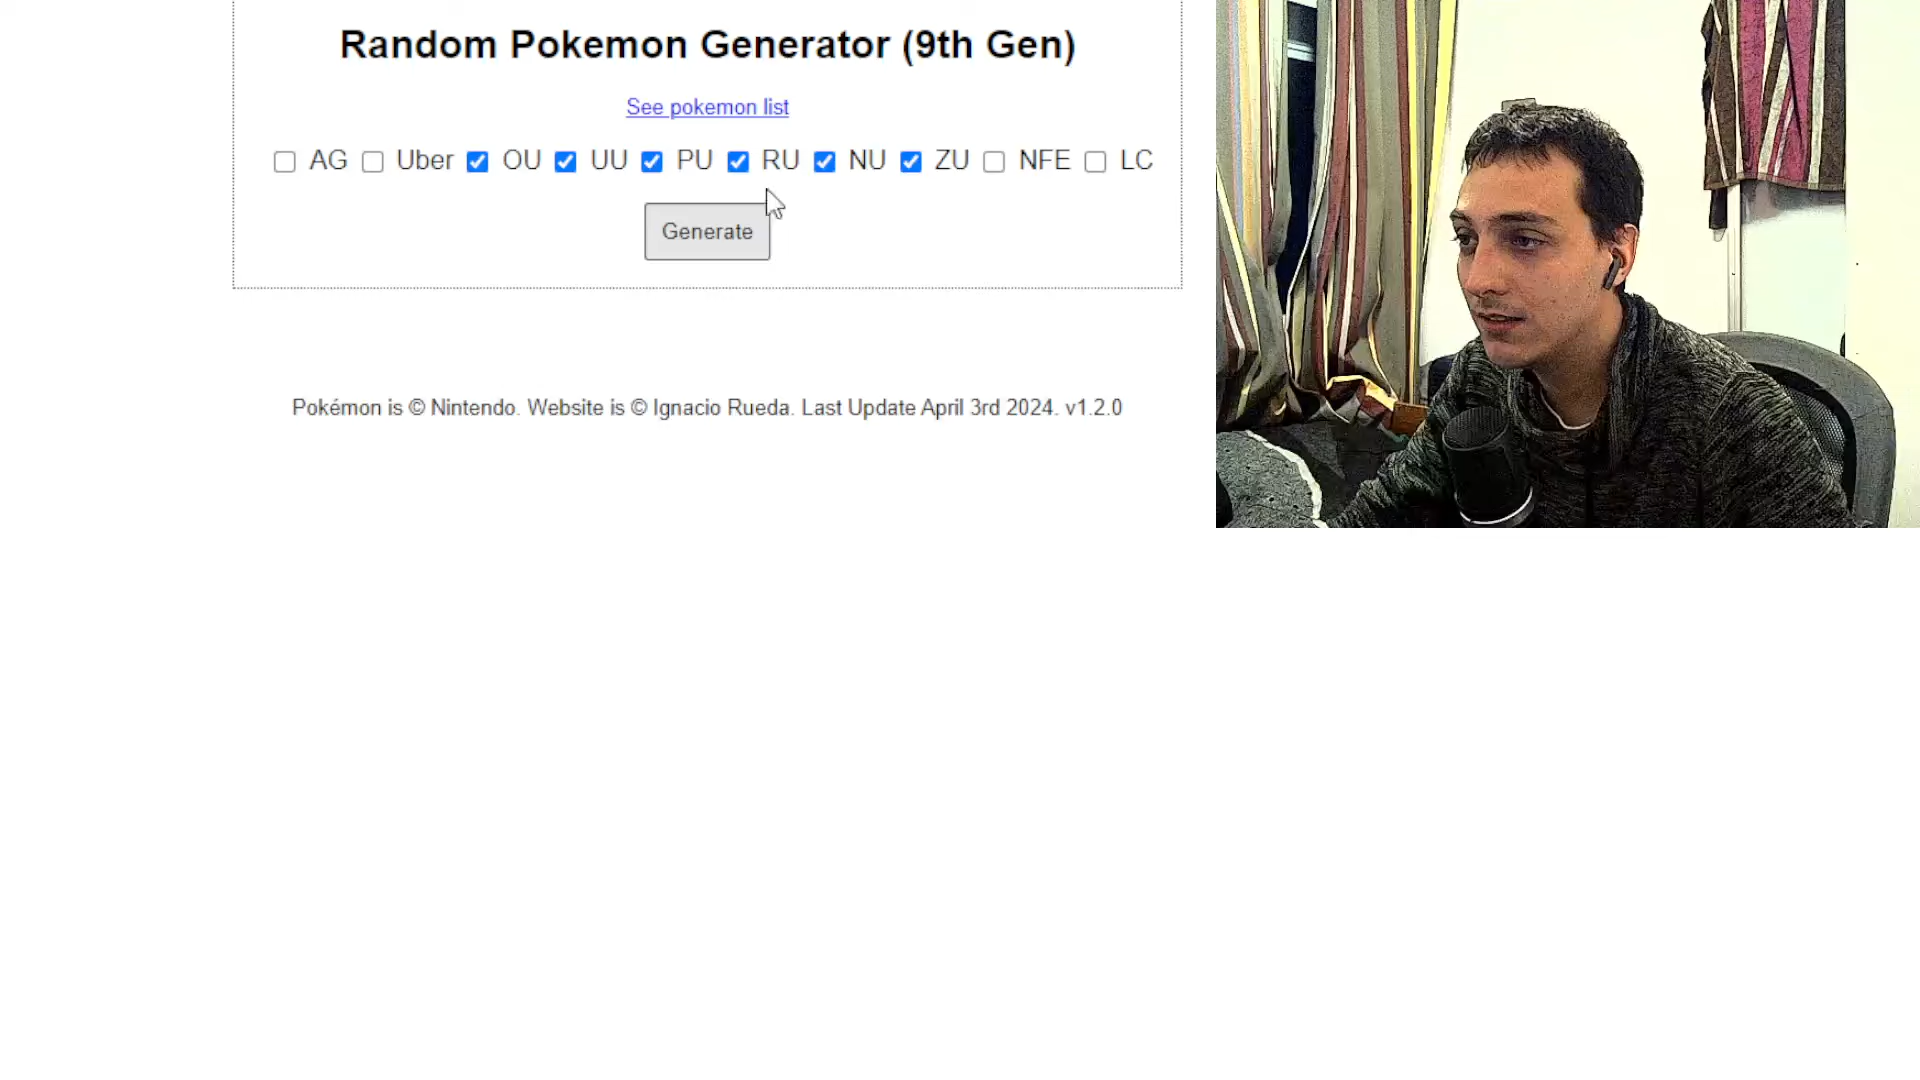 Random Pokemon Generator (9th Gen)
See pokemon list
AG Uber OU UU PU RU NU ZU NFE LC
Generate
Pokémon is © Nintendo. Website is © Ignacio Rueda. Last Update April 3rd 2024. v1.2.0